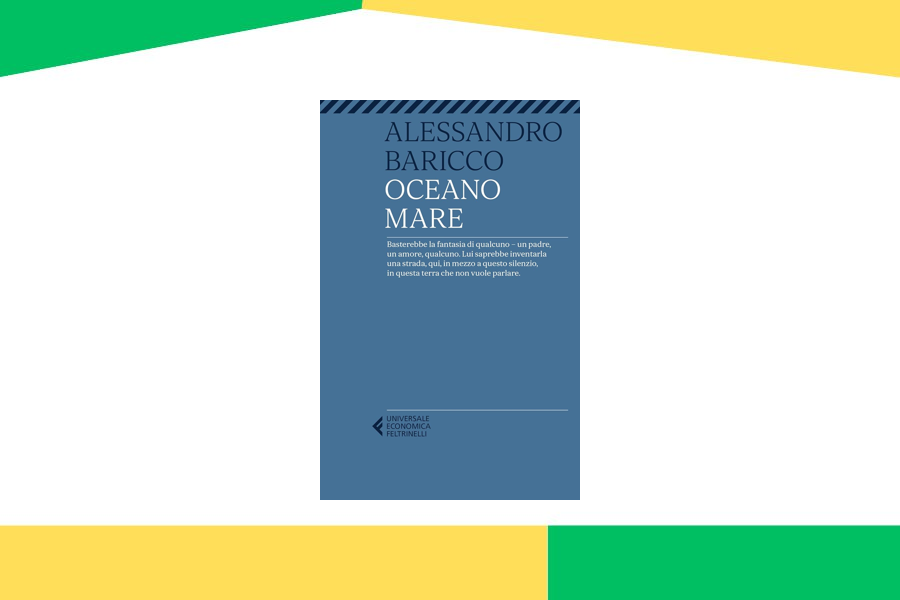 ALESSANDRO
BARICCO
OCEANO
MARE
Basterebbe la fantasia di qualcuno – un padre,
un amore, qualcuno. Lui saprebbe inventarla
una strada, qui, in mezzo a questo silenzio,
in questa terra che non vuole parlare.
UNIVERSALE
ECONOMICA
FELTRINELLI